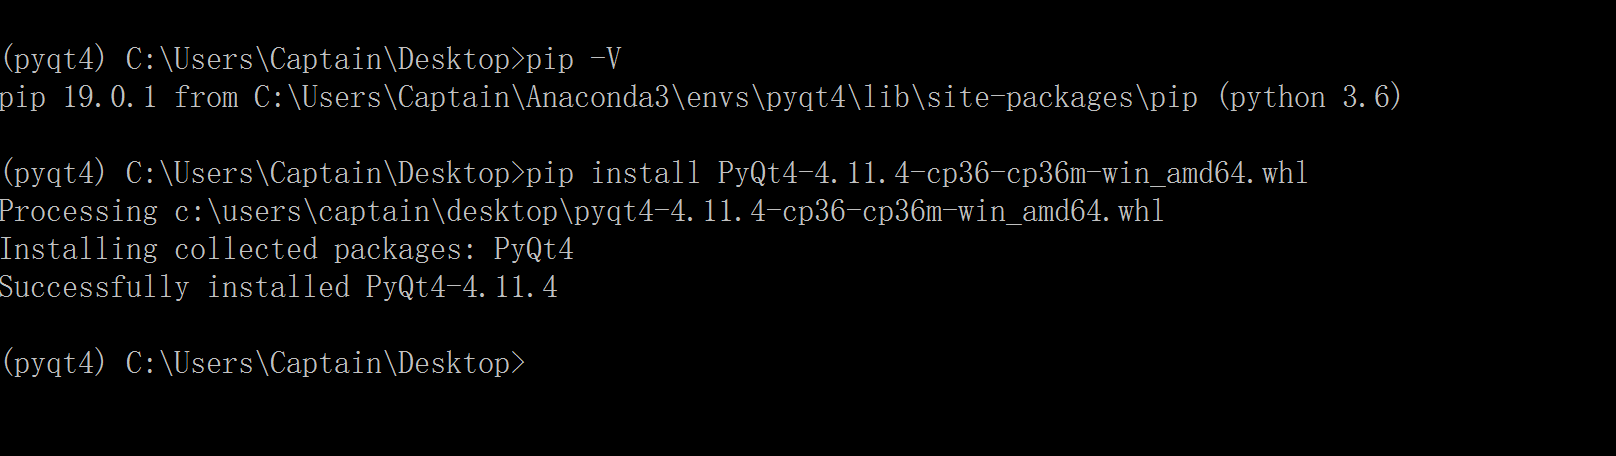 (pyqt4) C:\Users\Captain\Desktop>pip -V
pip 19.0.1 from C:\Users\Captain\Anaconda3\envs\pyqt4\lib\site-packages\pip (python 3.6)
(pyqt4) C:\Users\Captain\Desktop>pip install PyQt4-4.11.4-cp36-cp36m-win_amd64.whl
Processing c:\users\captain\desktop\pyqt4-4.11.4-cp36-cp36m-win_amd64.whl
Installing collected packages: PyQt4
Successfully installed PyQt4-4.11.4
(pyqt4) C:\Users\Captain\Desktop>